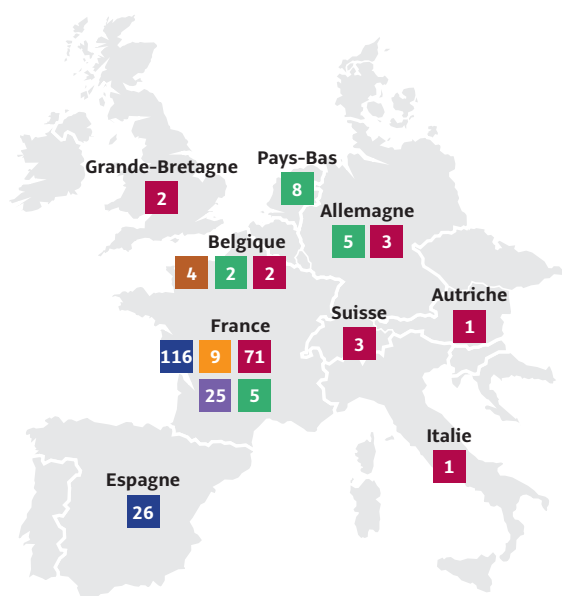 Grande-Bretagne
2
Pays-Bas
8
Allemagne
5 3
Belgique
4 2 2
Autriche
1
Suisse
3
France
116 9 71
25 5
Italie
1
Espagne
26